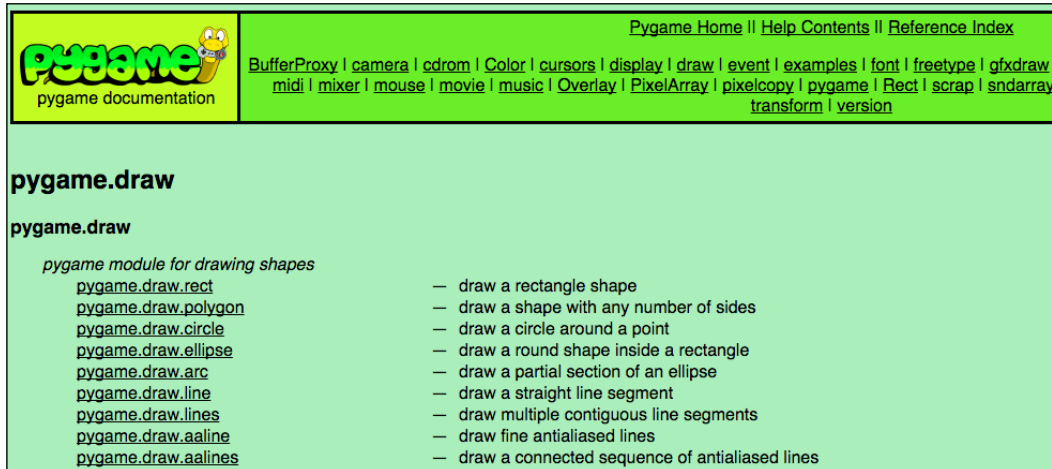 pygame
pygame documentation
Pygame Home || Help Contents || Reference Index
BufferProxy | camera | cdrom | Color | cursors | display | draw | event | examples | font | freetype | gfxdraw
midi | mixer | mouse | movie | music | Overlay | PixelArray | pixelcopy | pygame | Rect | scrap | sndarray
transform | version
pygame.draw
pygame.draw
pygame module for drawing shapes
pygame.draw.rect — draw a rectangle shape
pygame.draw.polygon — draw a shape with any number of sides
pygame.draw.circle — draw a circle around a point
pygame.draw.ellipse — draw a round shape inside a rectangle
pygame.draw.arc — draw a partial section of an ellipse
pygame.draw.line — draw a straight line segment
pygame.draw.lines — draw multiple contiguous line segments
pygame.draw.aaline — draw fine antialiased lines
pygame.draw.aalines — draw a connected sequence of antialiased lines